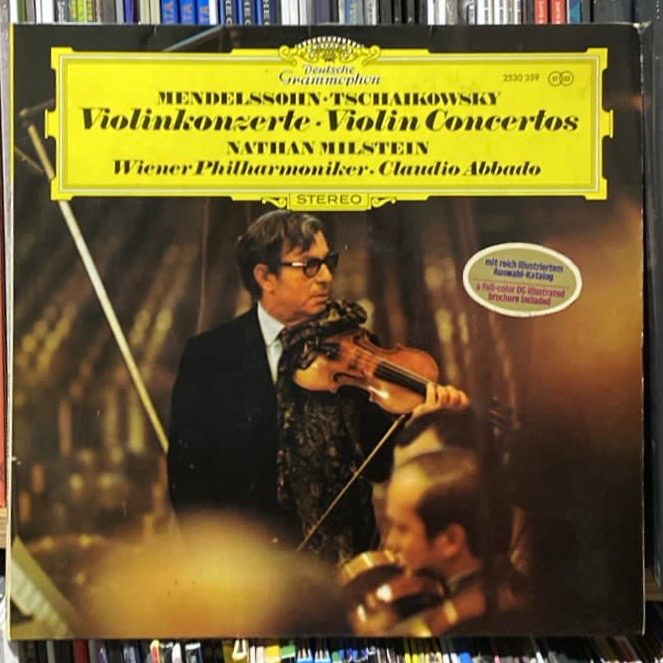 Deutsche
Grammophon
2530 359
MENDELSSOHN · TSCHAIKOWSKY
Violinkonzerte · Violin Concertos
NATHAN MILSTEIN
Wiener Philharmoniker · Claudio Abbado
STEREO
mit reich illustriertem
Auswahl-Katalog
a full-color DG illustrated
brochure included